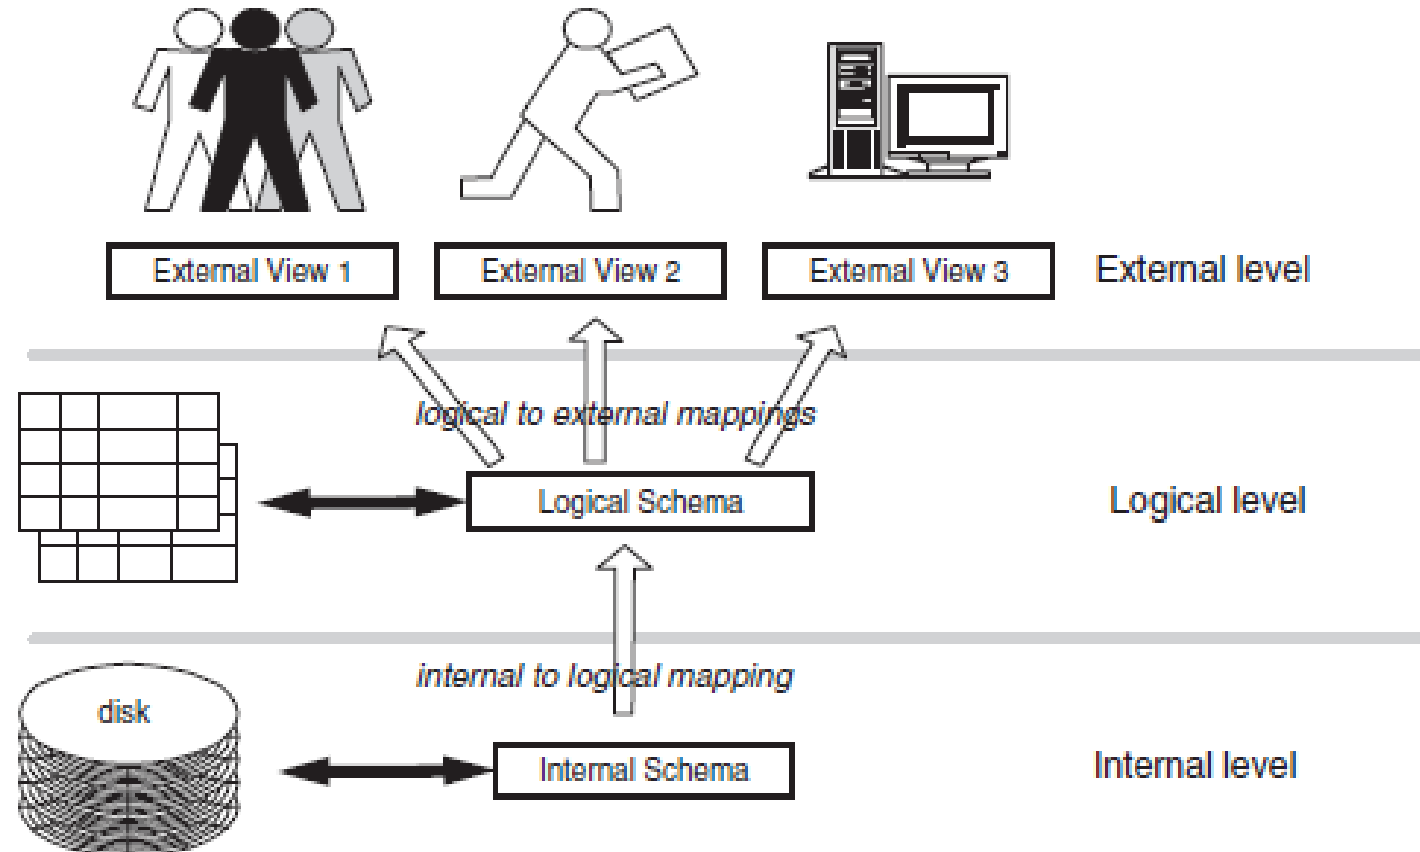 External View 1
External View 2
External View 3
External level
logical to external mappings
Logical Schema
Logical level
internal to logical mapping
disk
Internal Schema
Internal level